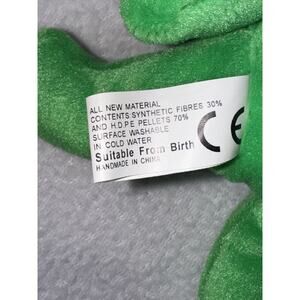 ALL NEW MATERIAL
CONTENTS SYNTHETIC FIBRES 30%
AND H.D.P.E PELLETS 70%
SURFACE WASHABLE
IN COLD WATER
Suitable From Birth
HANDMADE IN CHINA
CE